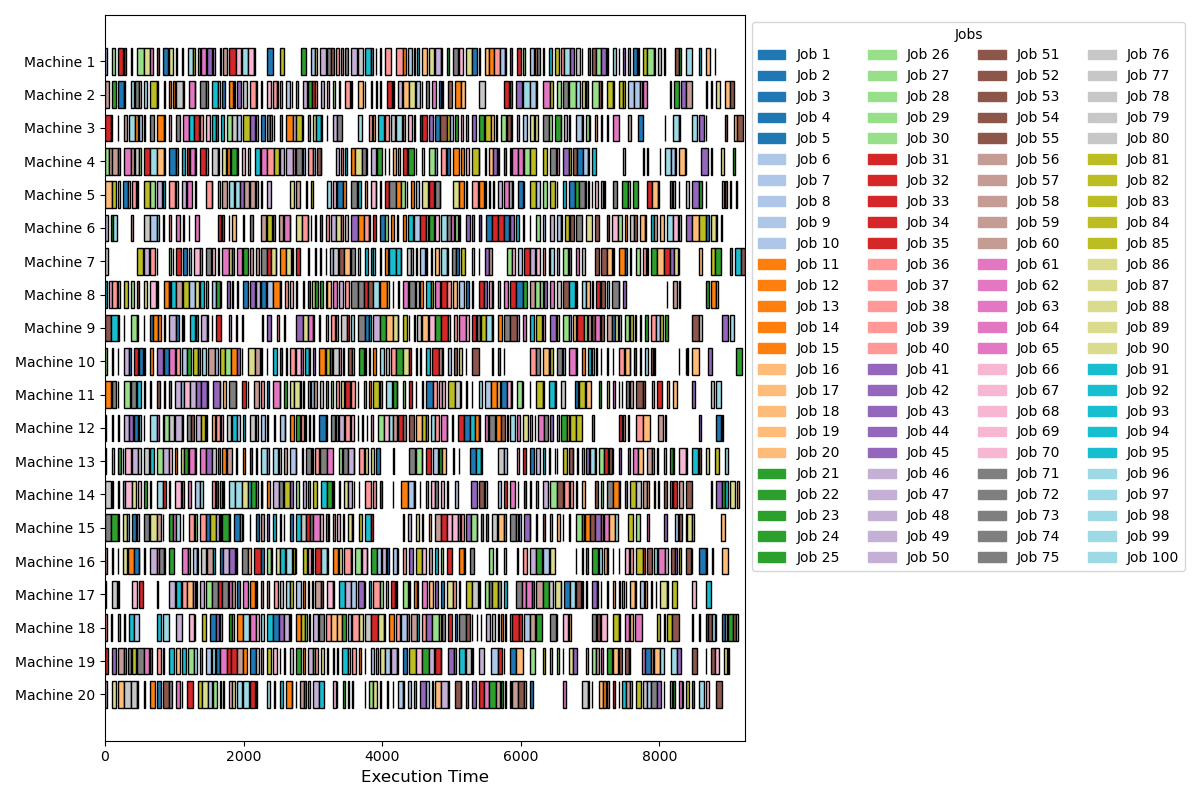 Machine 1
Machine 2
Machine 3
Machine 4
Machine 5
Machine 6
Machine 7
Machine 8
Machine 9
Machine 10
Machine 11
Machine 12
Machine 13
Machine 14
Machine 15
Machine 16
Machine 17
Machine 18
Machine 19
Machine 20
0 2000 4000 6000 8000
Execution Time
Jobs
Job 1 Job 26 Job 51 Job 76
Job 2 Job 27 Job 52 Job 77
Job 3 Job 28 Job 53 Job 78
Job 4 Job 29 Job 54 Job 79
Job 5 Job 30 Job 55 Job 80
Job 6 Job 31 Job 56 Job 81
Job 7 Job 32 Job 57 Job 82
Job 8 Job 33 Job 58 Job 83
Job 9 Job 34 Job 59 Job 84
Job 10 Job 35 Job 60 Job 85
Job 11 Job 36 Job 61 Job 86
Job 12 Job 37 Job 62 Job 87
Job 13 Job 38 Job 63 Job 88
Job 14 Job 39 Job 64 Job 89
Job 15 Job 40 Job 65 Job 90
Job 16 Job 41 Job 66 Job 91
Job 17 Job 42 Job 67 Job 92
Job 18 Job 43 Job 68 Job 93
Job 19 Job 44 Job 69 Job 94
Job 20 Job 45 Job 70 Job 95
Job 21 Job 46 Job 71 Job 96
Job 22 Job 47 Job 72 Job 97
Job 23 Job 48 Job 73 Job 98
Job 24 Job 49 Job 74 Job 99
Job 25 Job 50 Job 75 Job 100